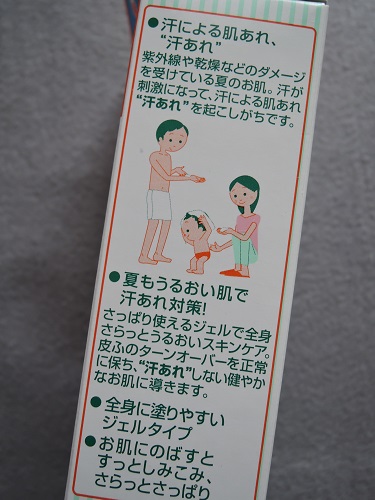 ●汗による肌あれ、
“汗あれ”
紫外線や乾燥などのダメージ
を受けている夏のお肌。汗が
刺激になって、汗による肌あれ
“汗あれ”を起こしがちです。
●夏もうるおい肌で
汗あれ対策!
さっぱり使えるジェルで全身
さらっとうるおいスキンケア。
皮ふのターンオーバーを正常
に保ち、“汗あれ”しない健やか
なお肌に導きます。
●全身に塗りやすい
ジェルタイプ
●お肌にのばすと
すっとしみこみ、
さらっとさっぱり